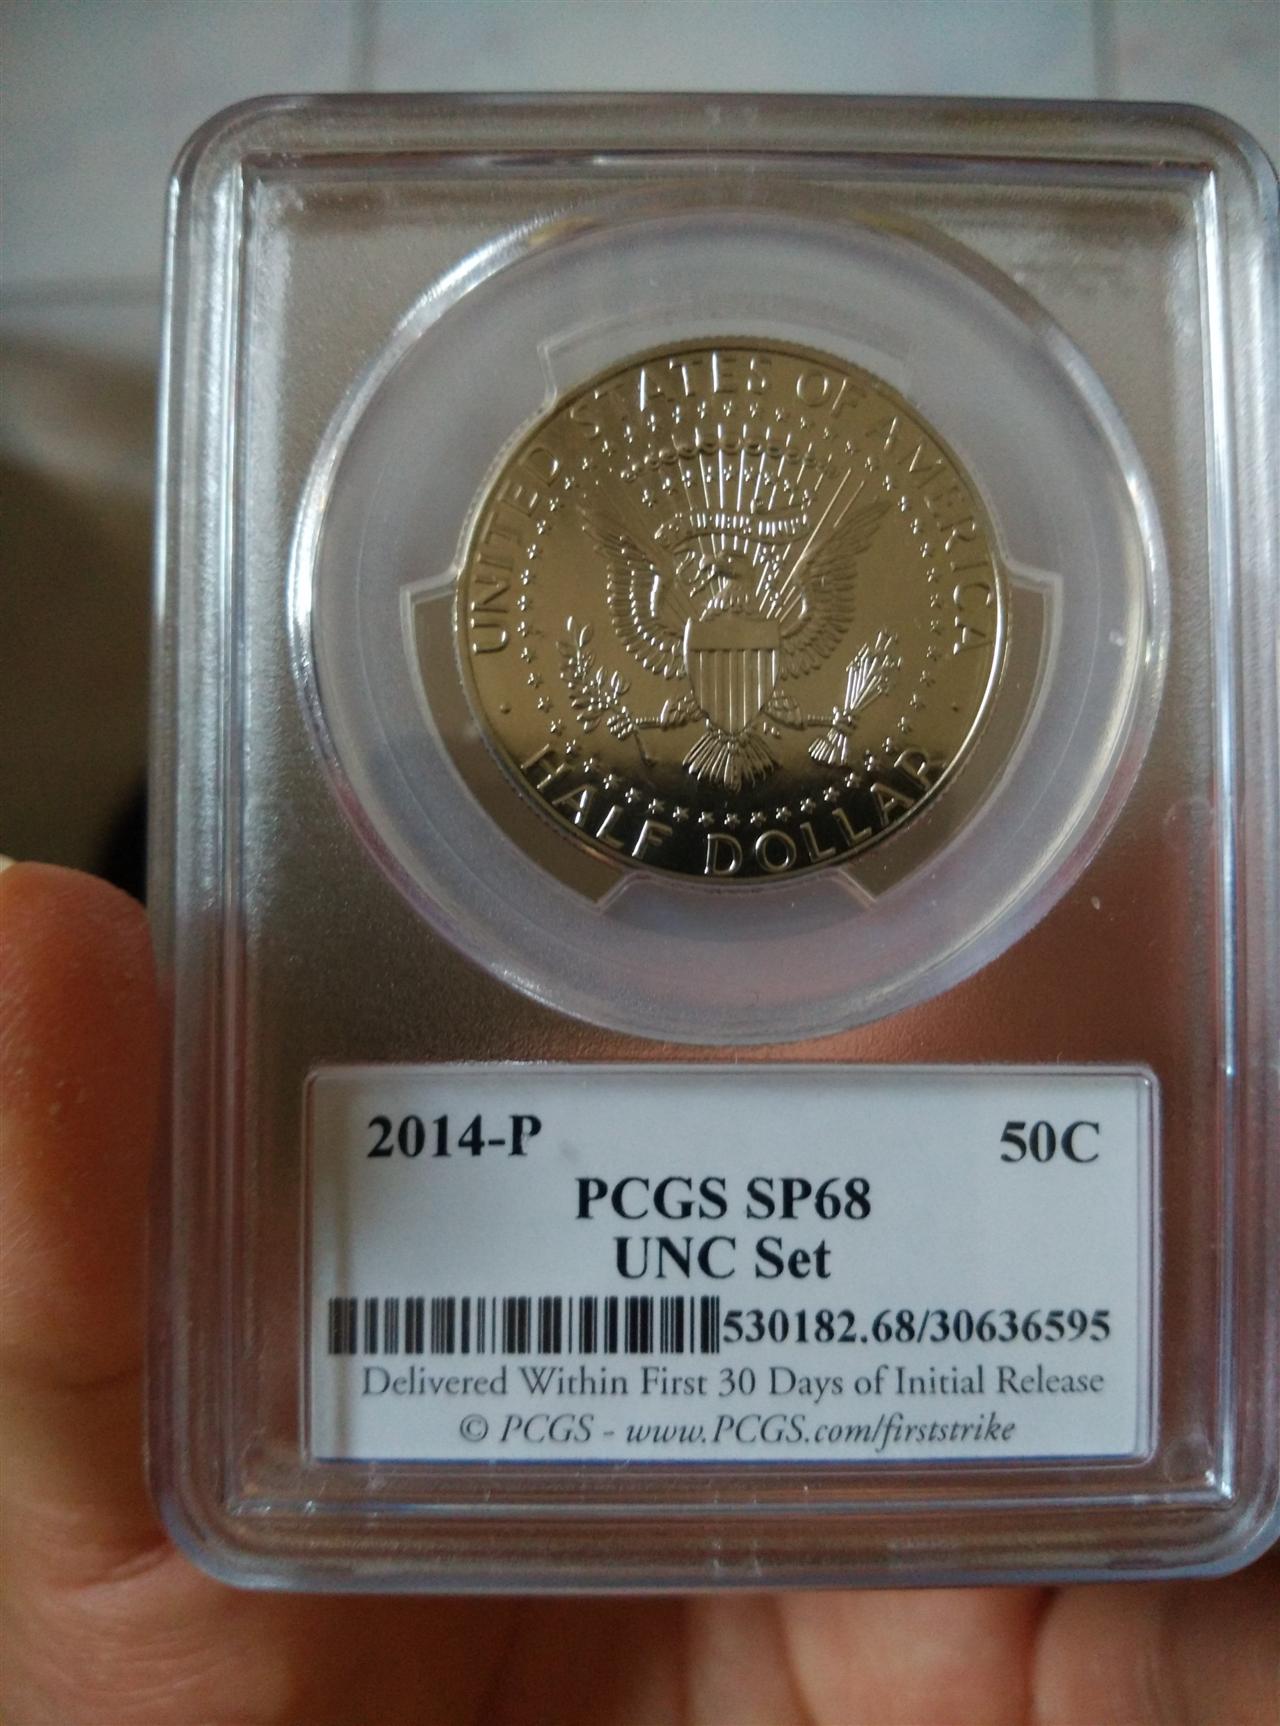 UNITED STATES OF AMERICA
HALF DOLLAR
2014-P 50C
PCGS SP68
UNC Set
530182.68/30636595
Delivered Within First 30 Days of Initial Release
© PCGS - www.PCGS.com/firststrike